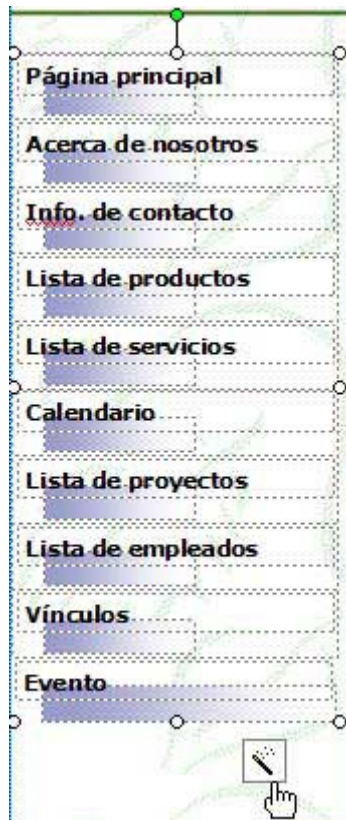 Página principal
Acerca de nosotros
Info. de contacto
Lista de productos
Lista de servicios
Calendario
Lista de proyectos
Lista de empleados
Vínculos
Evento